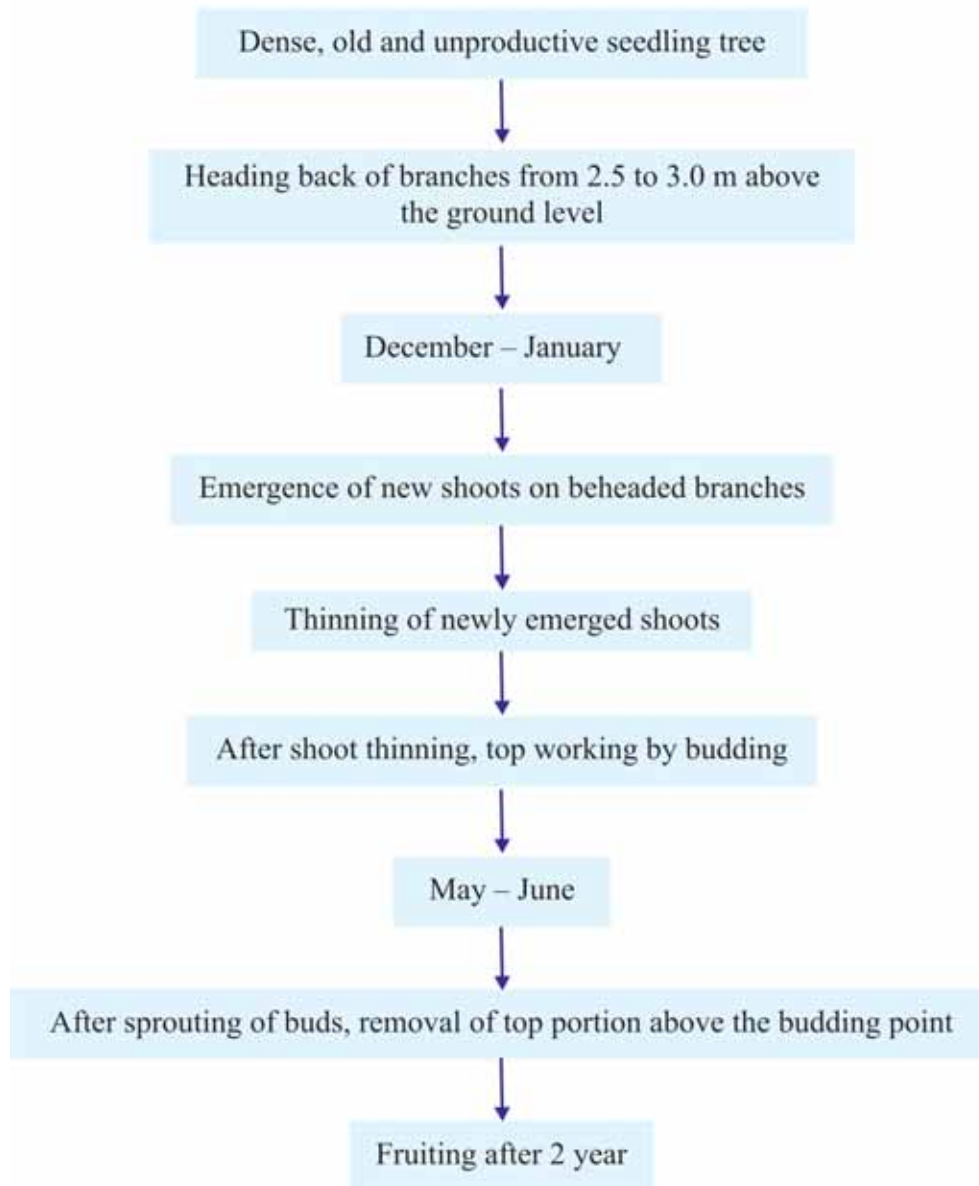 Dense, old and unproductive seedling tree
Heading back of branches from 2.5 to 3.0 m above
the ground level
December – January
Emergence of new shoots on beheaded branches
Thinning of newly emerged shoots
After shoot thinning, top working by budding
May – June
After sprouting of buds, removal of top portion above the budding point
Fruiting after 2 year